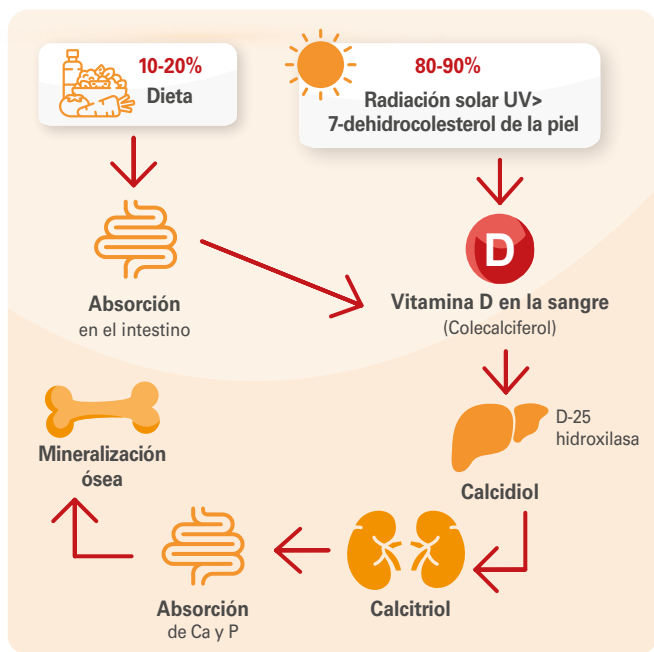 10-20%
Dieta
80-90%
Radiación solar UV>
7-dehidrocolesterol de la piel
Absorción
en el intestino
D
Vitamina D en la sangre
(Colecalciferol)
D-25
hidroxilasa
Calcidiol
Calcitriol
Absorción
de Ca y P
Mineralización
ósea